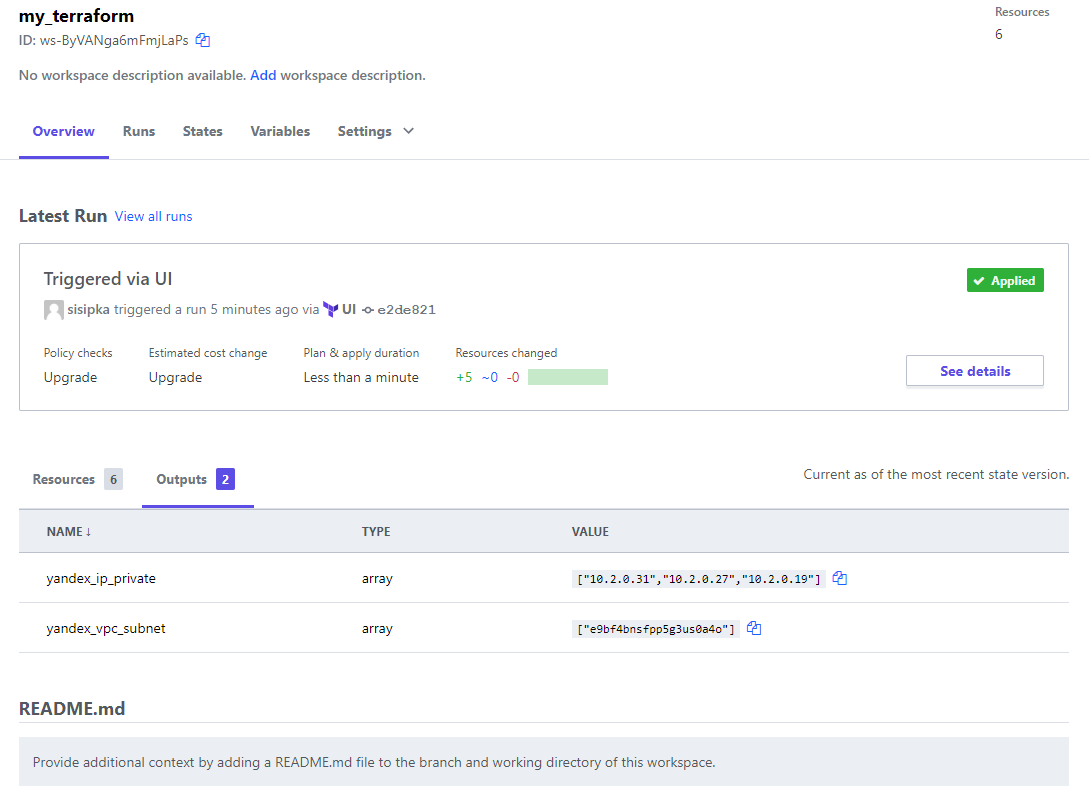 my_terraform
Resources
ID: ws-ByVANga6mFmjLaPs
6
No workspace description available. Add workspace description.
Overview Runs States Variables Settings
Latest Run View all runs
Triggered via UI
Applied
sisipka triggered a run 5 minutes ago via UI e2de821
Policy checks Estimated cost change Plan & apply duration Resources changed
Upgrade Upgrade Less than a minute +5 ~0 -0
See details
Resources 6 Outputs 2 Current as of the most recent state version.
NAME↓ TYPE VALUE
yandex_ip_private array ["10.2.0.31","10.2.0.27","10.2.0.19"]
yandex_vpc_subnet array ["e9bf4bnsfpp5g3us0a4o"]
README.md
Provide additional context by adding a README.md file to the branch and working directory of this workspace.